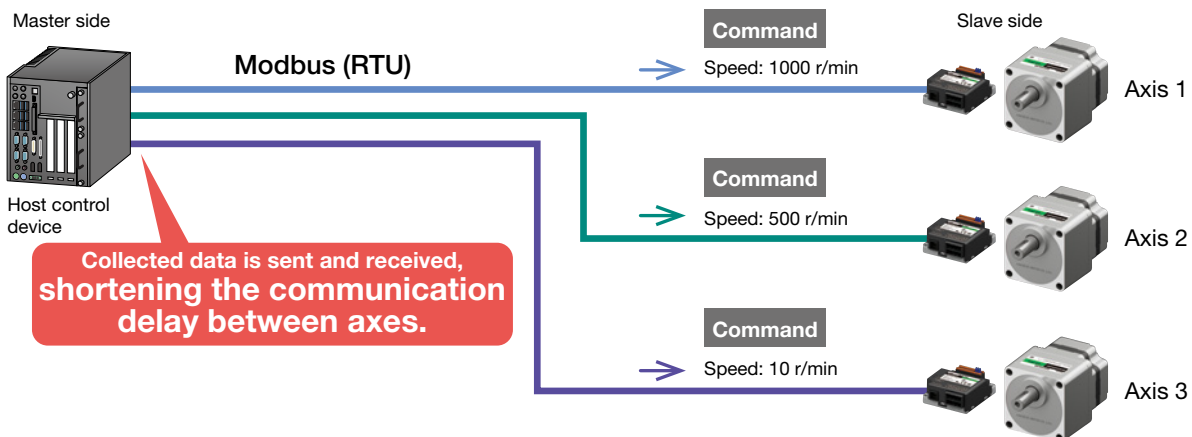 Master side
Command
Slave side
Modbus (RTU)
Speed: 1000 r/min
Axis 1
Command
Speed: 500 r/min
Axis 2
Host control
device
Collected data is sent and received,
shortening the communication
delay between axes.
Command
Speed: 10 r/min
Axis 3